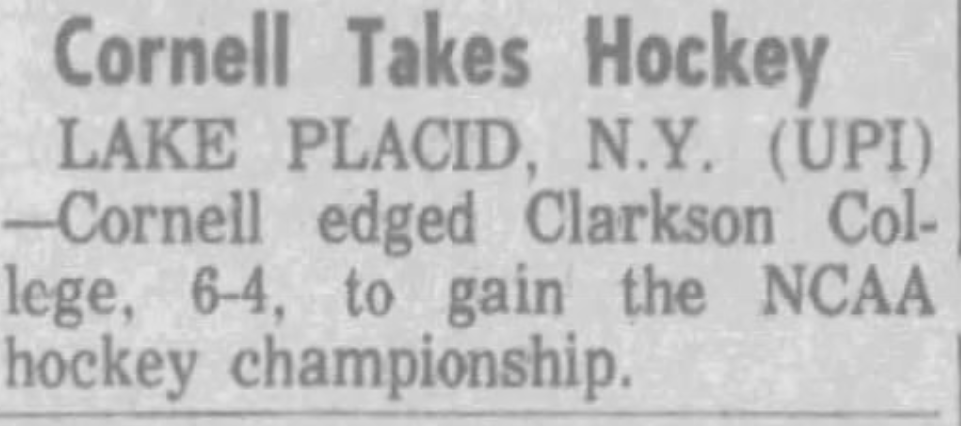 Cornell Takes Hockey
LAKE PLACID, N.Y. (UPI)
—Cornell edged Clarkson Col-
lege, 6-4, to gain the NCAA
hockey championship.